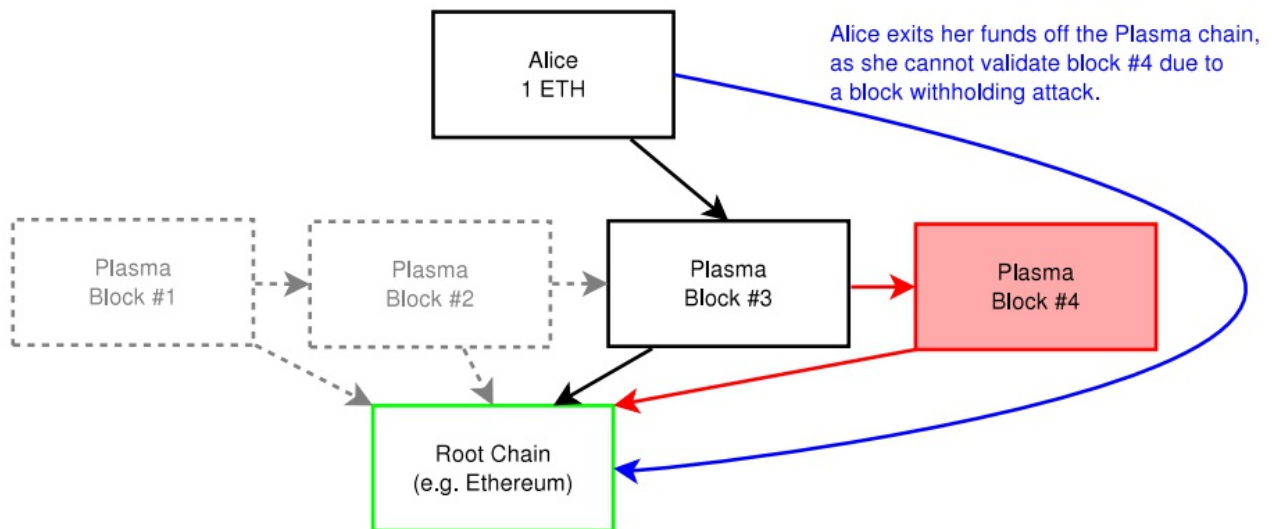 Alice
1 ETH
Alice exits her funds off the Plasma chain,
as she cannot validate block #4 due to
a block withholding attack.
Plasma
Block #1
Plasma
Block #2
Plasma
Block #3
Plasma
Block #4
Root Chain
(e.g. Ethereum)